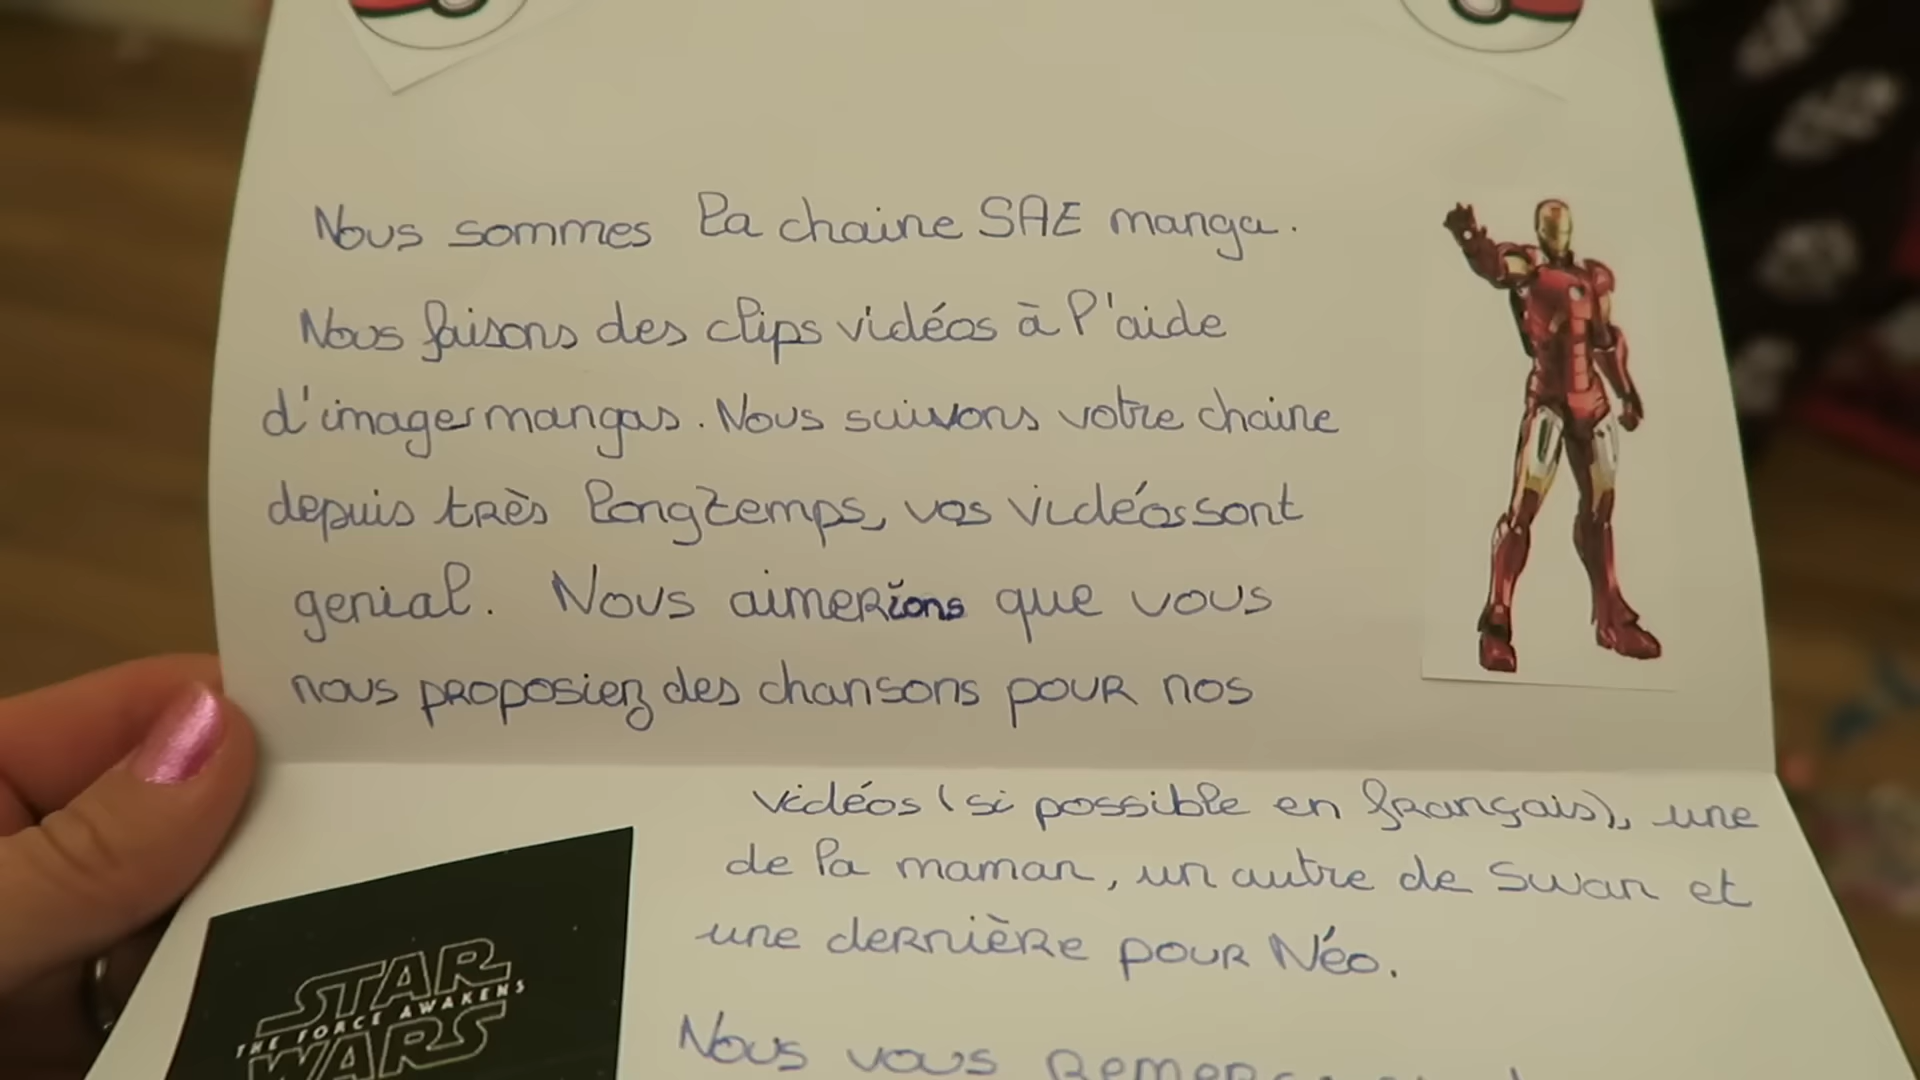 Nous sommes la chaine SAE manga.
Nous faisons des clips vidéos à l'aide
d'images mangas. Nous suivons votre chaine
depuis très longtemps, vos vidéos sont
genial. Nous aimerions que vous
nous proposiez des chansons pour nos
vidéos (si possible en français), une
de la maman, un autre de Swan et
une dernière pour Néo.
Nous vous
STAR
THE FORCE AWAKENS
WARS